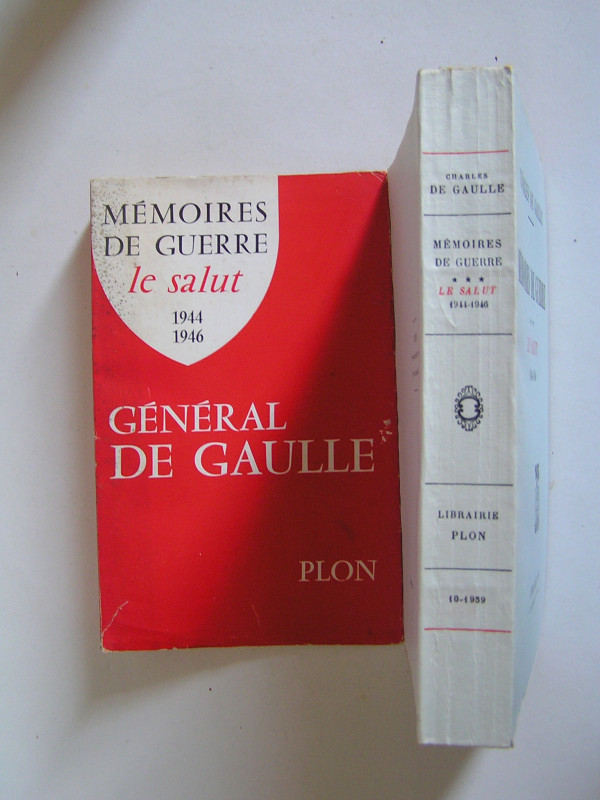 MÉMOIRES
DE GUERRE
le salut
1944
1946
GÉNÉRAL
DE GAULLE
PLON
CHARLES
DE GAULLE
MÉMOIRES
DE GUERRE
★ ★ ★
LE SALUT
1944-1946
LIBRAIRIE
PLON
10-1959